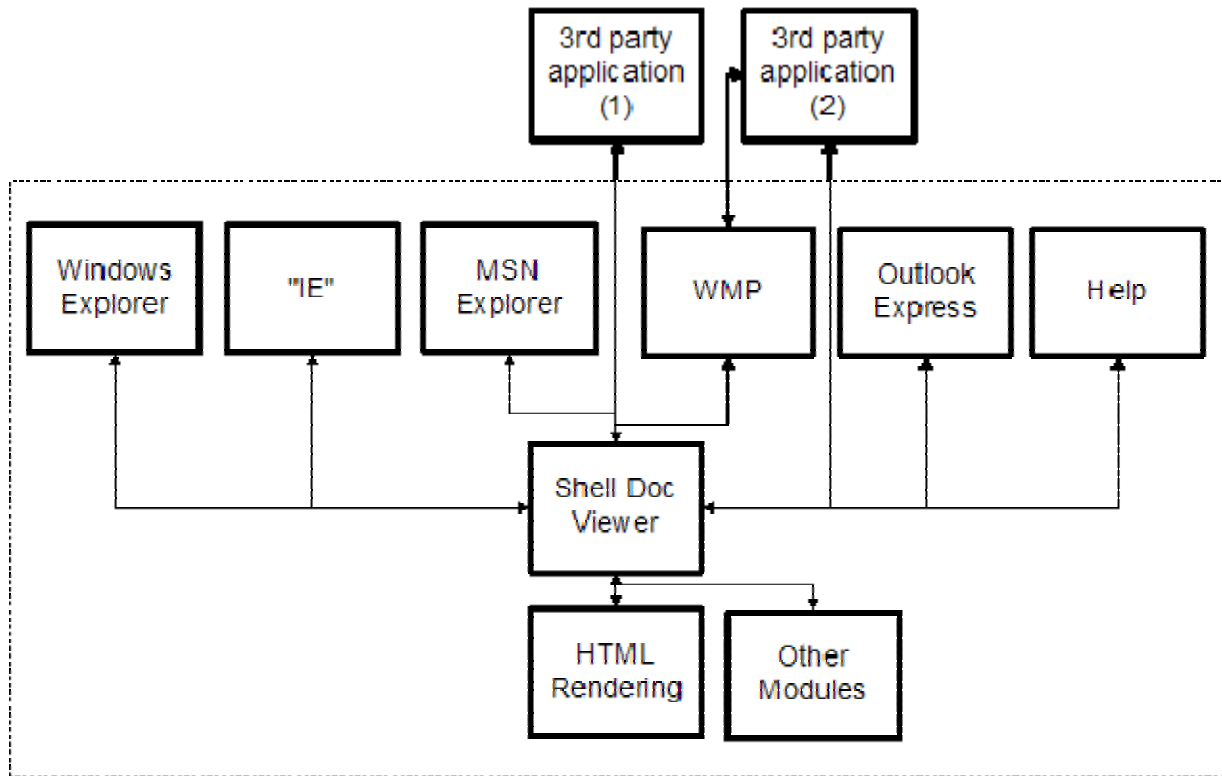 3rd party
application
(1)
3rd party
application
(2)
Windows
Explorer
"IE"
MSN
Explorer
WMP
Outlook
Express
Help
Shell Doc
Viewer
HTML
Rendering
Other
Modules